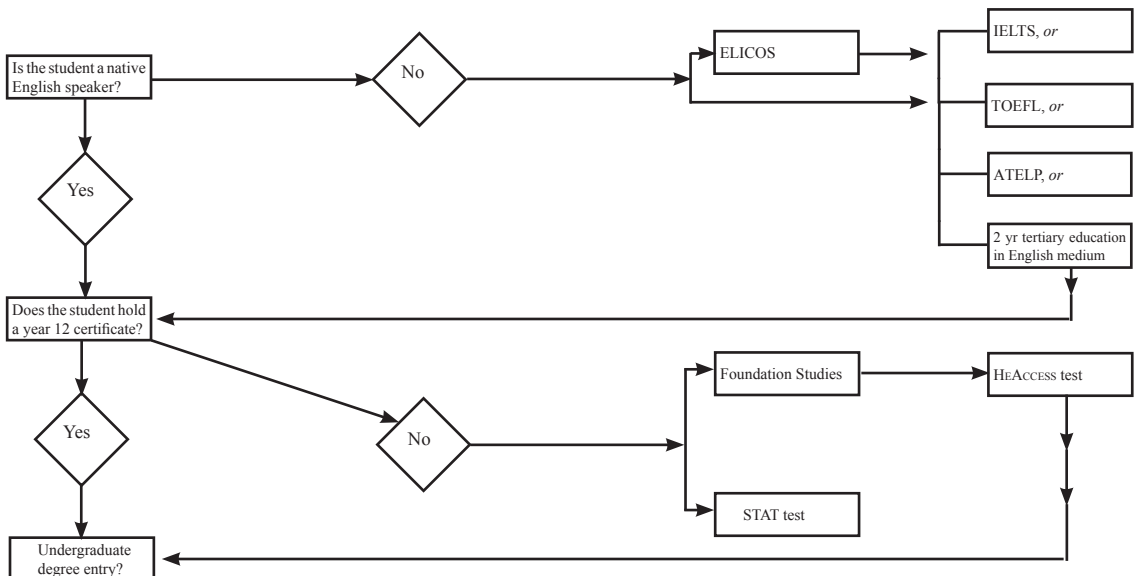 IELTS, or
ELICOS
Is the student a native
English speaker?
No
TOEFL, or
ATELP, or
Yes
2 yr tertiary education
in English medium
Does the student hold
a year 12 certificate?
Foundation Studies
HEACCESS test
Yes
No
STAT test
Undergraduate
degree entry?